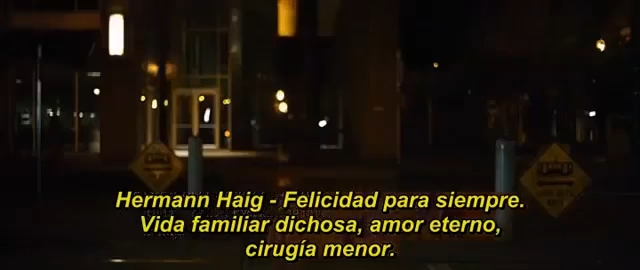 Hermann Haig - Felicidad para siempre.
Vida familiar dichosa, amor eterno,
cirugía menor.